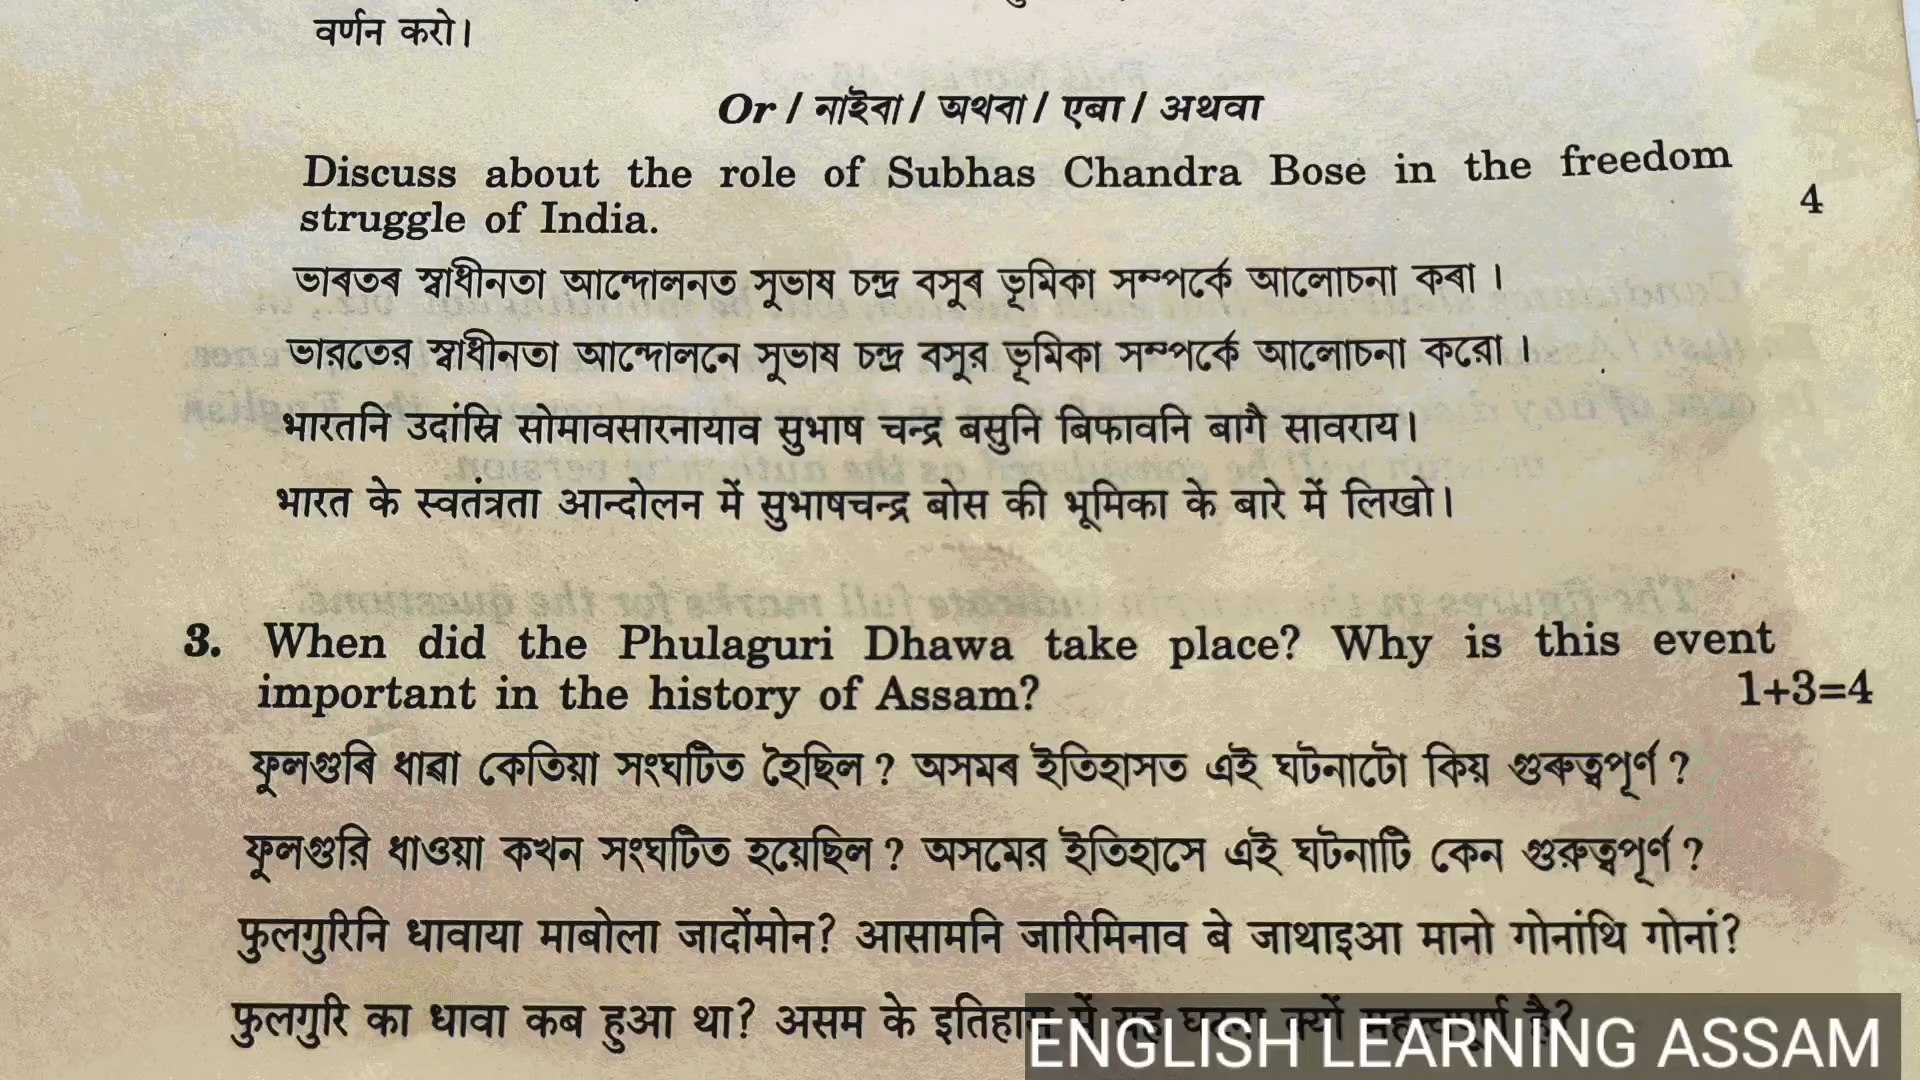 वर्णन करो।
Or / নাইবা / অথবা / एबा / अथवा
Discuss about the role of Subhas Chandra Bose in the freedom
struggle of India.
4
ভাৰতৰ স্বাধীনতা আন্দোলনত সুভাষ চন্দ্ৰ বসুৰ ভূমিকা সম্পৰ্কে আলোচনা কৰা ।
ভারতের স্বাধীনতা আন্দোলনে সুভাষ চন্দ্র বসুর ভূমিকা সম্পর্কে আলোচনা করো ।
भारतनि उदांस्रि सोमावसारनायाव सुभाष चन्द्र बसुनि बिफावनि बागै सावराय।
भारत के स्वतंत्रता आन्दोलन में सुभाषचन्द्र बोस की भूमिका के बारे में लिखो।
3. When did the Phulaguri Dhawa take place? Why is this event
important in the history of Assam?
1+3=4
ফুলগুৰি ধাৱা কেতিয়া সংঘটিত হৈছিল ? অসমৰ ইতিহাসত এই ঘটনাটো কিয় গুৰুত্বপূৰ্ণ ?
ফুলগুরি ধাওয়া কখন সংঘটিত হয়েছিল ? অসমের ইতিহাসে এই ঘটনাটি কেন গুরুত্বপূর্ণ ?
फुलगुरिनि धावाया माबोला जादोंमोन? आसामनि जारिमिनाव बे जाथाइआ मानो गोनांथि गोनां?
फुलगुरि का धावा कब हुआ था? असम के इतिहास में यह घटना क्यों महत्त्वपूर्ण है?
ENGLISH LEARNING ASSAM